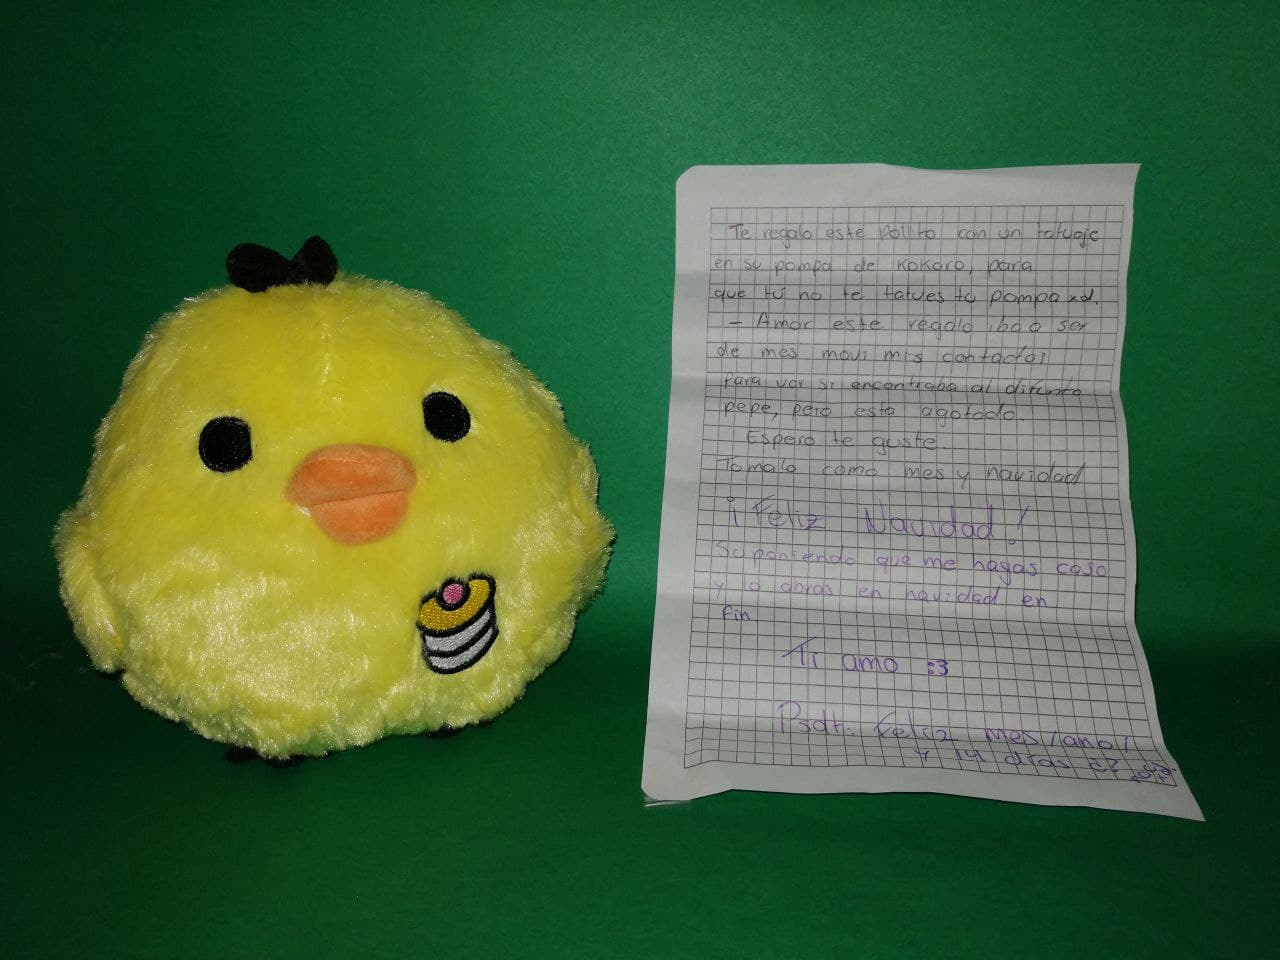 Te regalo este pollito con un tatuaje
en su pompa de Kokoro, para
que tú no te tatues tu pompa xd.
- Amor este regalo iba a ser
de mes moví mis contactos
para ver si encontraba al difunto
pepe, pero esta agotado.
Espero te guste
Tomalo como mes y navidad
¡Feliz Navidad!
Suponiendo que me hagas caso
y lo abras en navidad en
fin.
Ti amo :3
Psdt: Feliz mes/año/
y 14 días